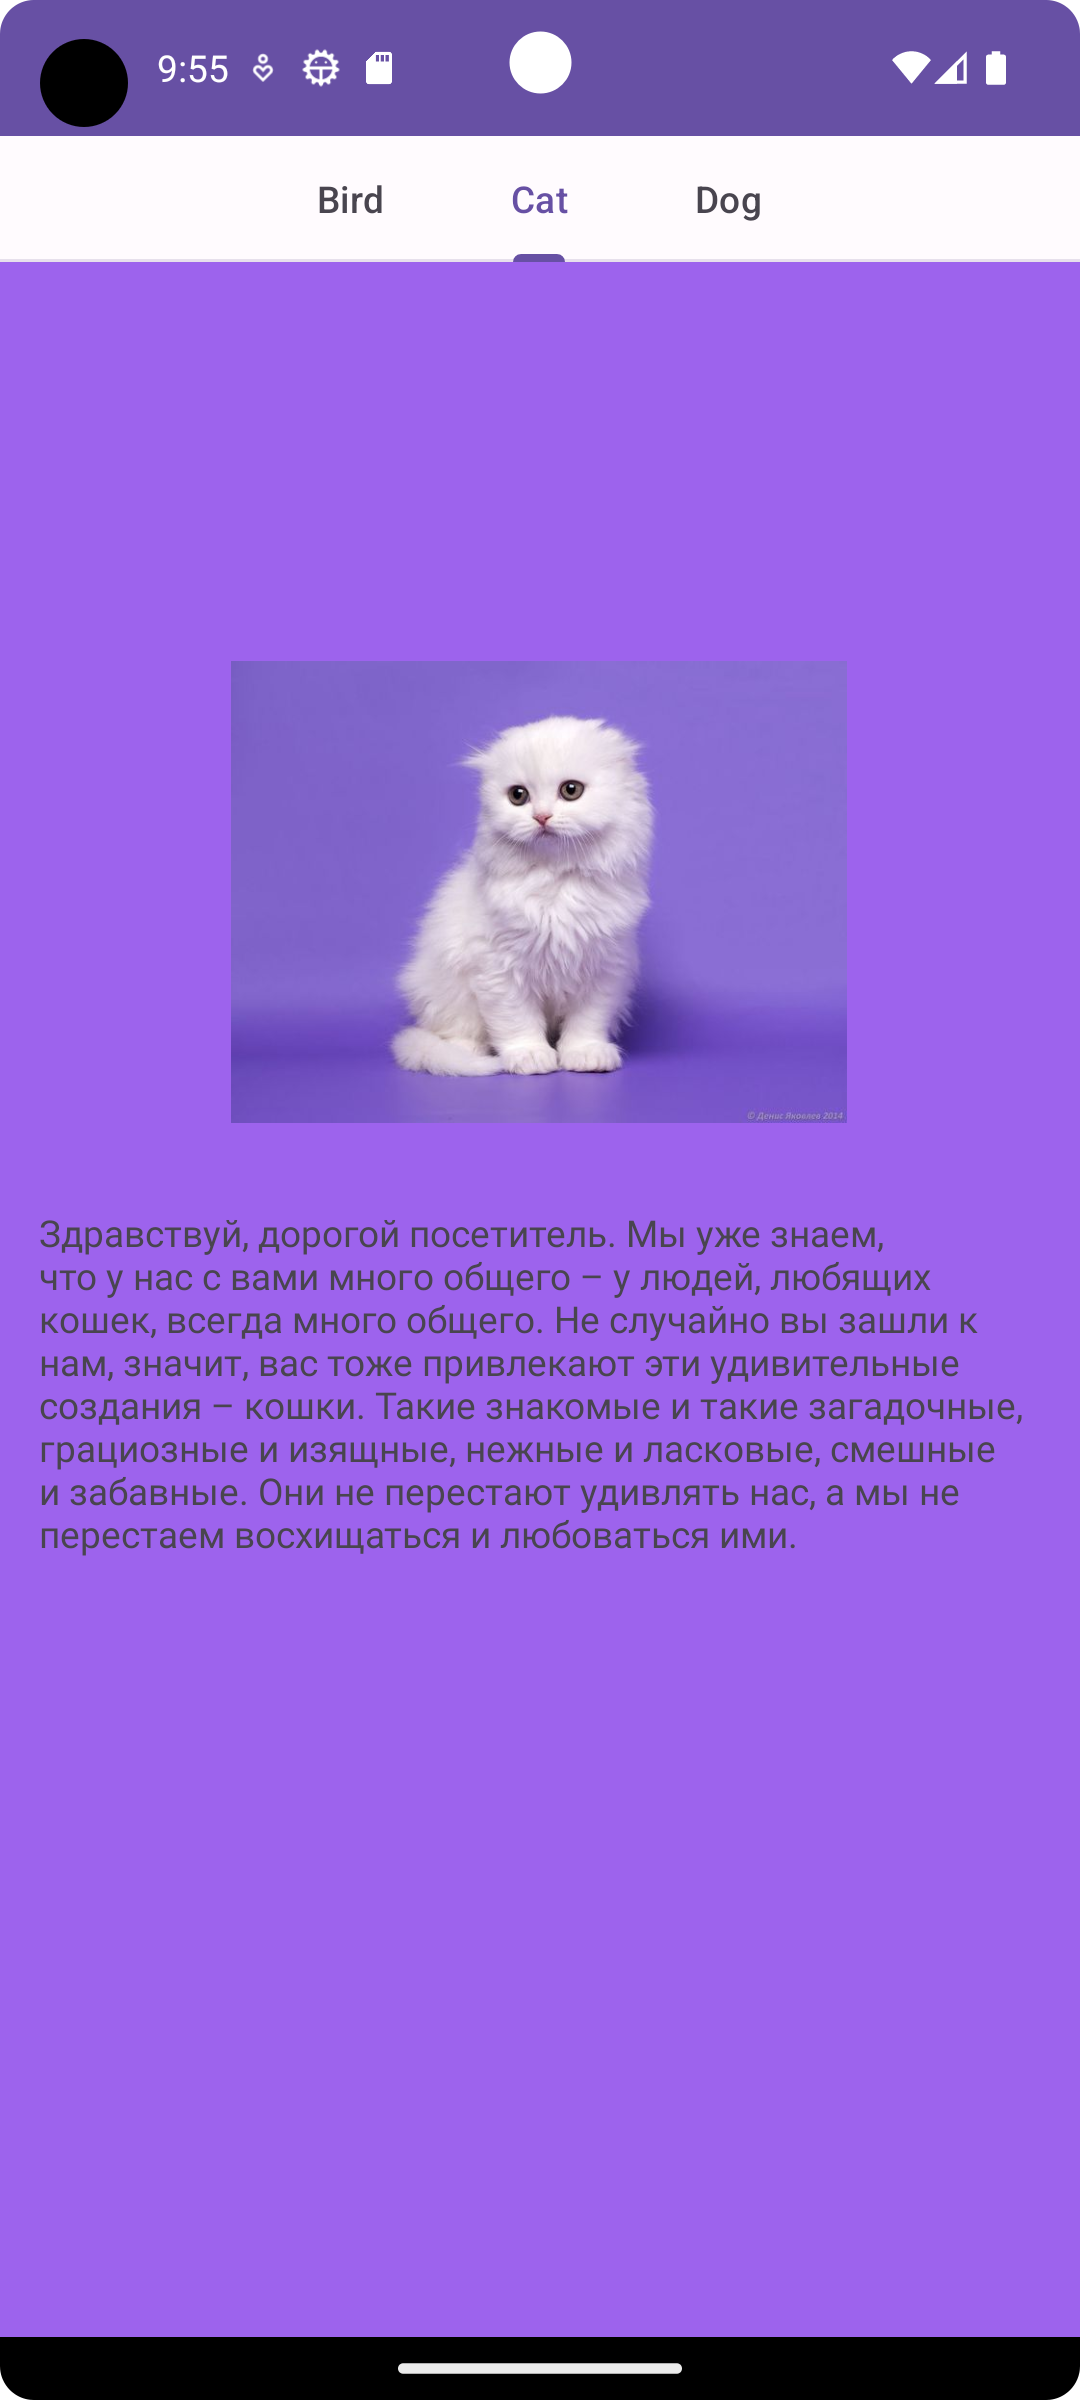 9:55
Bird Cat Dog
© Денис Яковлев 2014
Здравствуй, дорогой посетитель. Мы уже знаем,
что у нас с вами много общего – у людей, любящих
кошек, всегда много общего. Не случайно вы зашли к
нам, значит, вас тоже привлекают эти удивительные
создания – кошки. Такие знакомые и такие загадочные,
грациозные и изящные, нежные и ласковые, смешные
и забавные. Они не перестают удивлять нас, а мы не
перестаем восхищаться и любоваться ими.